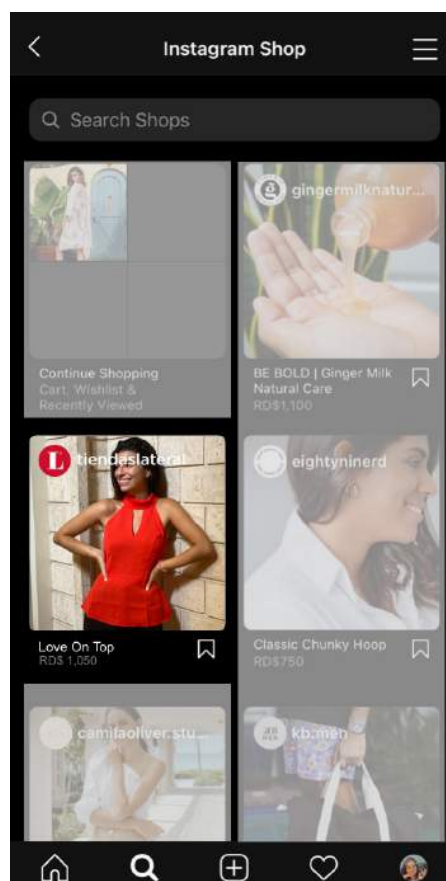 Instagram Shop
Search Shops
gingermilknatur...
Continue Shopping
Cart, Wishlist &
Recently Viewed
BE BOLD | Ginger Milk
Natural Care
RD$1,100
L tiendaslateral
eightyninerd
Love On Top
RD$ 1,050
Classic Chunky Hoop
RD$750
camilaoliver.stu...
kb.meh